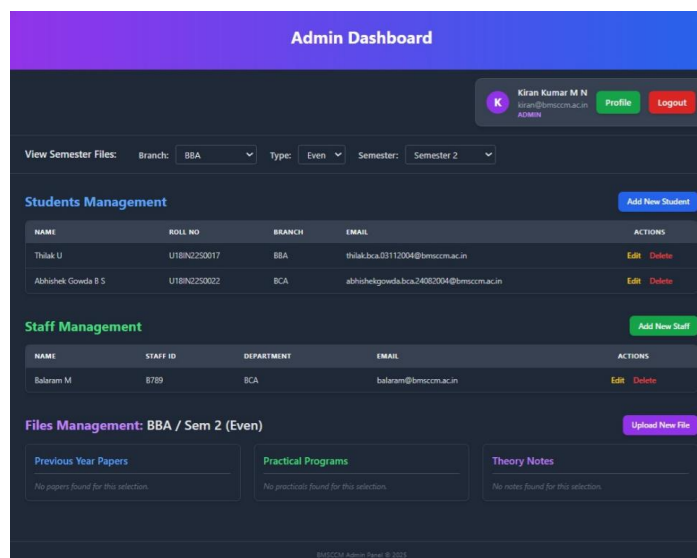 Admin Dashboard
K
Kiran Kumar M N
kiran@bmsccm.ac.in
ADMIN
Profile
Logout
View Semester Files: Branch: BBA Type: Even Semester: Semester 2
Students Management
Add New Student
NAME ROLL NO BRANCH EMAIL ACTIONS
Thilak U U18IN22S0017 BBA thilak.bca.03112004@bmsccm.ac.in Edit Delete
Abhishek Gowda B S U18IN22S0022 BCA abhishekgowda.bca.24082004@bmsccm.ac.in Edit Delete
Staff Management
Add New Staff
NAME STAFF ID DEPARTMENT EMAIL ACTIONS
Balaram M B789 BCA balaram@bmsccm.ac.in Edit Delete
Files Management: BBA / Sem 2 (Even)
Upload New File
Previous Year Papers
No papers found for this selection.
Practical Programs
No practicals found for this selection.
Theory Notes
No notes found for this selection.
BMSCCM Admin Panel © 2025